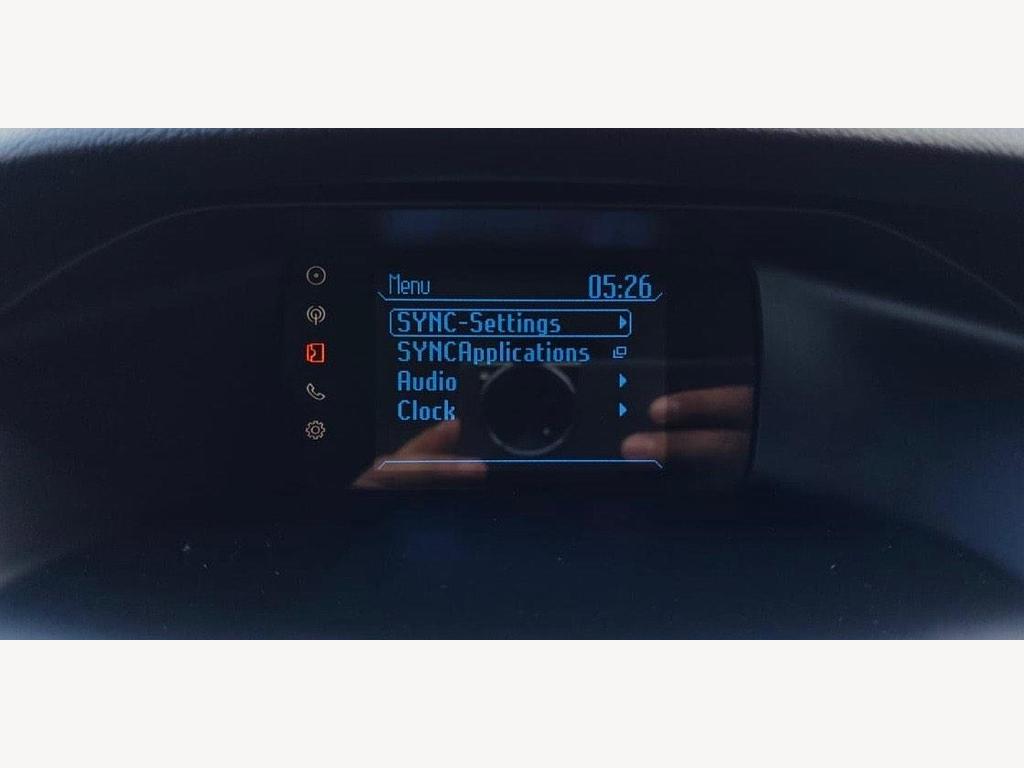 Menu 05:26
SYNC-Settings
SYNCApplications
Audio
Clock